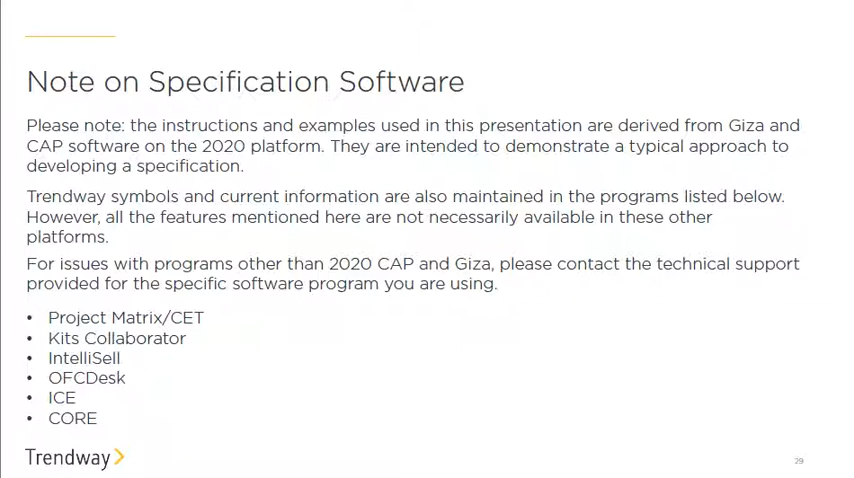 Note on Specification Software
Please note: the instructions and examples used in this presentation are derived from Giza and
CAP software on the 2020 platform. They are intended to demonstrate a typical approach to
developing a specification.
Trendway symbols and current information are also maintained in the programs listed below.
However, all the features mentioned here are not necessarily available in these other
platforms.
For issues with programs other than 2020 CAP and Giza, please contact the technical support
provided for the specific software program you are using.
• Project Matrix/CET
• Kits Collaborator
• IntelliSell
• OFCDesk
• ICE
• CORE
Trendway
29